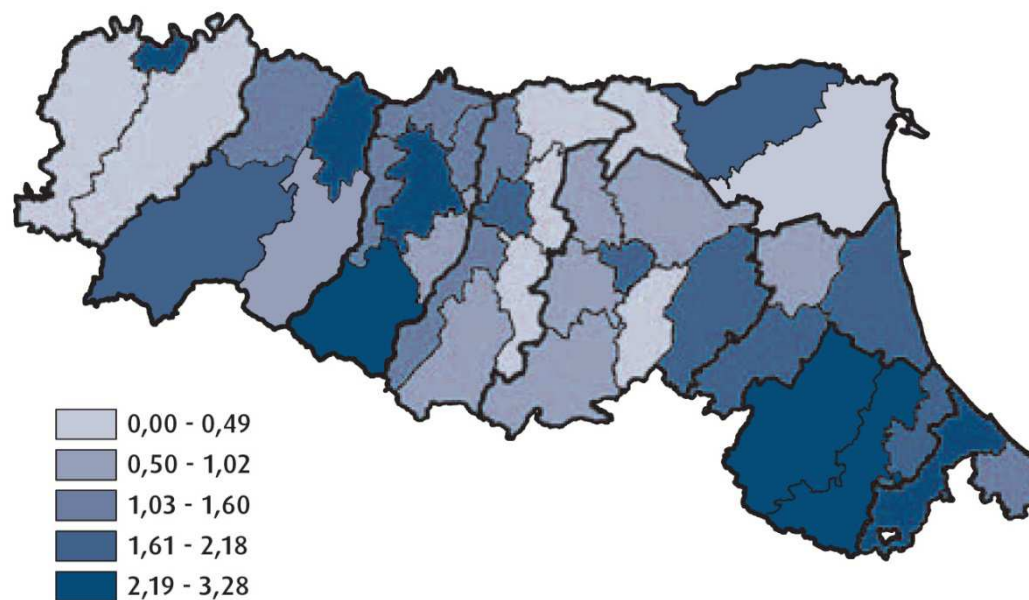 0,00 - 0,49
0,50 - 1,02
1,03 - 1,60
1,61 - 2,18
2,19 - 3,28